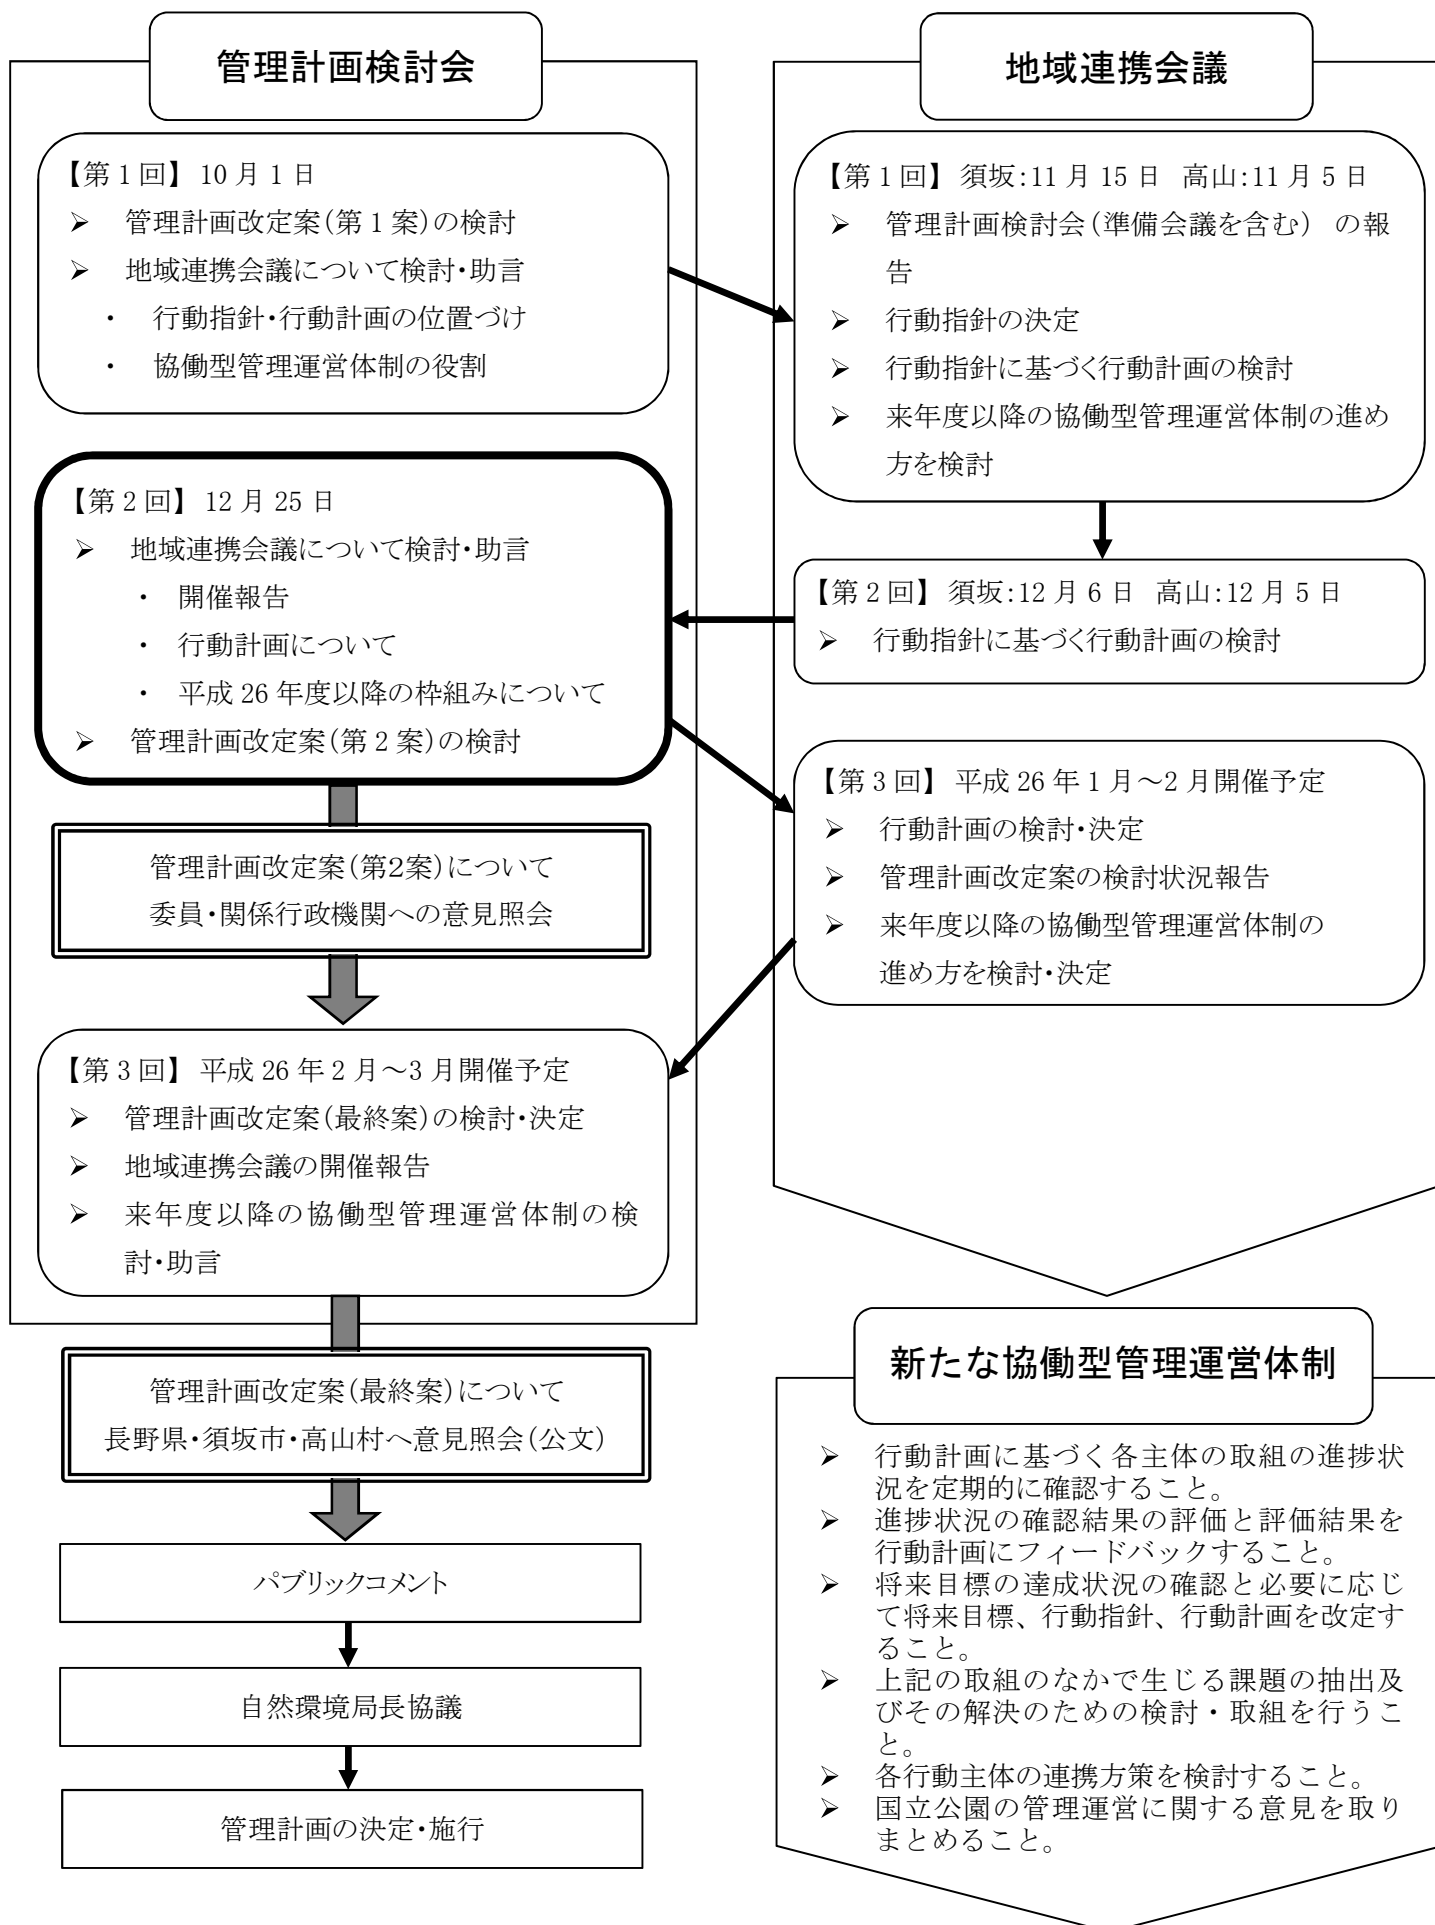 管理計画検討会
【第1回】 10月1日
➢ 管理計画改定案(第1案)の検討
➢ 地域連携会議について検討・助言
・ 行動指針・行動計画の位置づけ
・ 協働型管理運営体制の役割
【第2回】 12月25日
➢ 地域連携会議について検討・助言
・ 開催報告
・ 行動計画について
・ 平成26年度以降の枠組みについて
➢ 管理計画改定案(第2案)の検討
管理計画改定案(第2案)について
委員・関係行政機関への意見照会
【第3回】 平成26年2月～3月開催予定
➢ 管理計画改定案(最終案)の検討・決定
➢ 地域連携会議の開催報告
➢ 来年度以降の協働型管理運営体制の検
討・助言
管理計画改定案(最終案)について
長野県・須坂市・高山村へ意見照会(公文)
パブリックコメント
自然環境局長協議
管理計画の決定・施行
地域連携会議
【第1回】 須坂:11月15日 高山:11月5日
➢ 管理計画検討会(準備会議を含む) の報
告
➢ 行動指針の決定
➢ 行動指針に基づく行動計画の検討
➢ 来年度以降の協働型管理運営体制の進め
方を検討
【第2回】 須坂:12月6日 高山:12月5日
➢ 行動指針に基づく行動計画の検討
【第3回】 平成26年1月～2月開催予定
➢ 行動計画の検討・決定
➢ 管理計画改定案の検討状況報告
➢ 来年度以降の協働型管理運営体制の
進め方を検討・決定
新たな協働型管理運営体制
➢ 行動計画に基づく各主体の取組の進捗状
況を定期的に確認すること。
➢ 進捗状況の確認結果の評価と評価結果を
行動計画にフィードバックすること。
➢ 将来目標の達成状況の確認と必要に応じ
て将来目標、行動指針、行動計画を改定す
ること。
➢ 上記の取組のなかで生じる課題の抽出及
びその解決のための検討・取組を行うこ
と。
➢ 各行動主体の連携方策を検討すること。
➢ 国立公園の管理運営に関する意見を取り
まとめること。